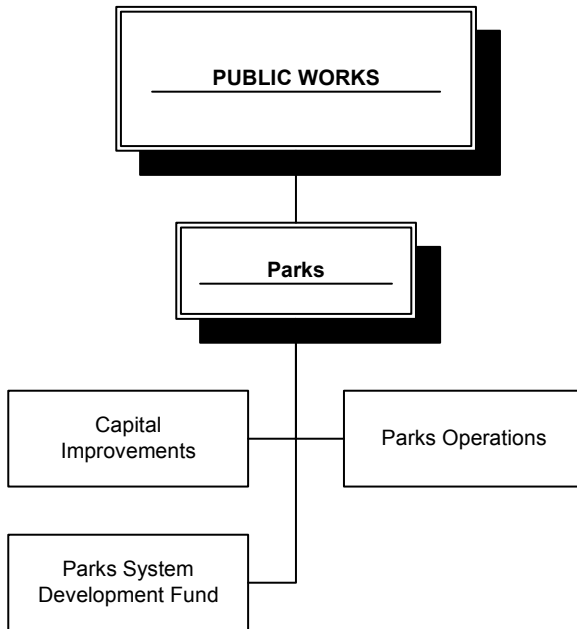 PUBLIC WORKS
Parks
Capital
Improvements
Parks Operations
Parks System
Development Fund